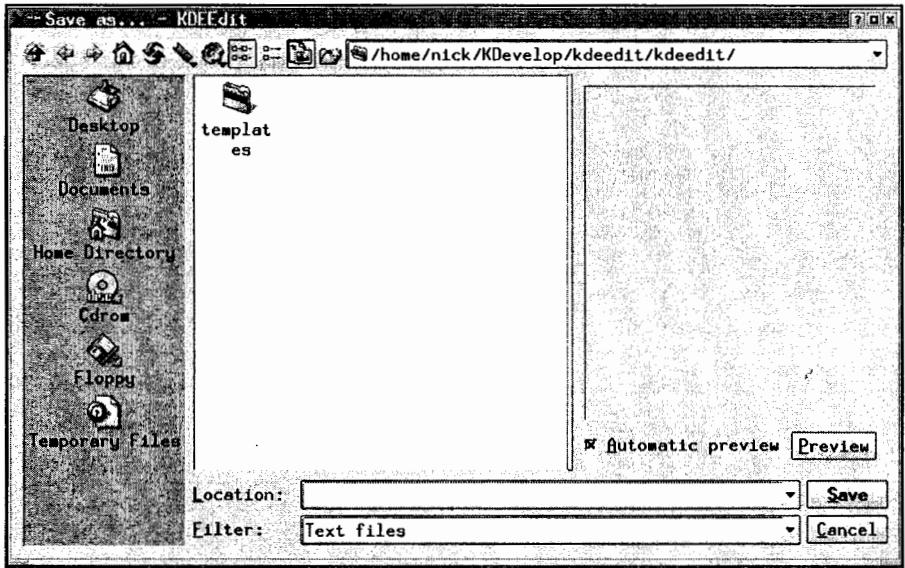 Save as... - KDEEdit
/home/nick/KDevelop/kdeedit/kdeedit/
Desktop
Documents
Home Directory
Cdrom
Floppy
Temporary Files
templat
es
Automatic preview
Preview
Location:
Save
Filter:
Text files
Cancel